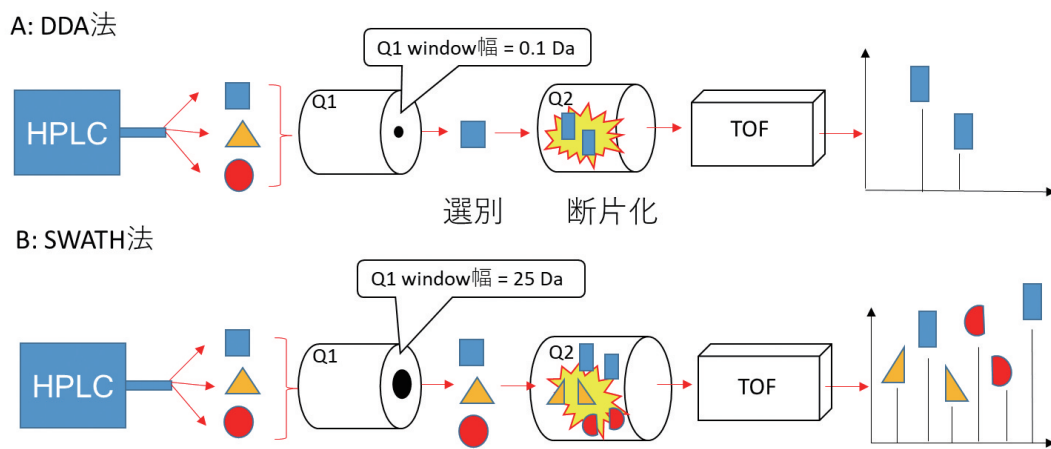 A: DDA法
Q1 window幅 = 0.1 Da
HPLC
Q1
Q2
TOF
選別
断片化
B: SWATH法
Q1 window幅 = 25 Da
HPLC
Q1
Q2
TOF